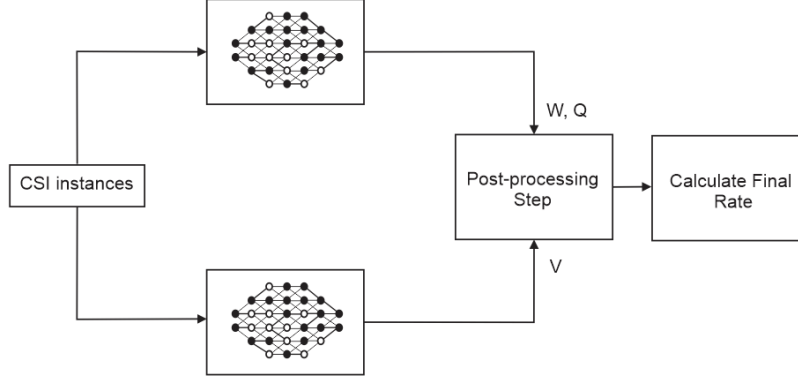 W, Q
CSI instances
Post-processing
Step
Calculate Final
Rate
V